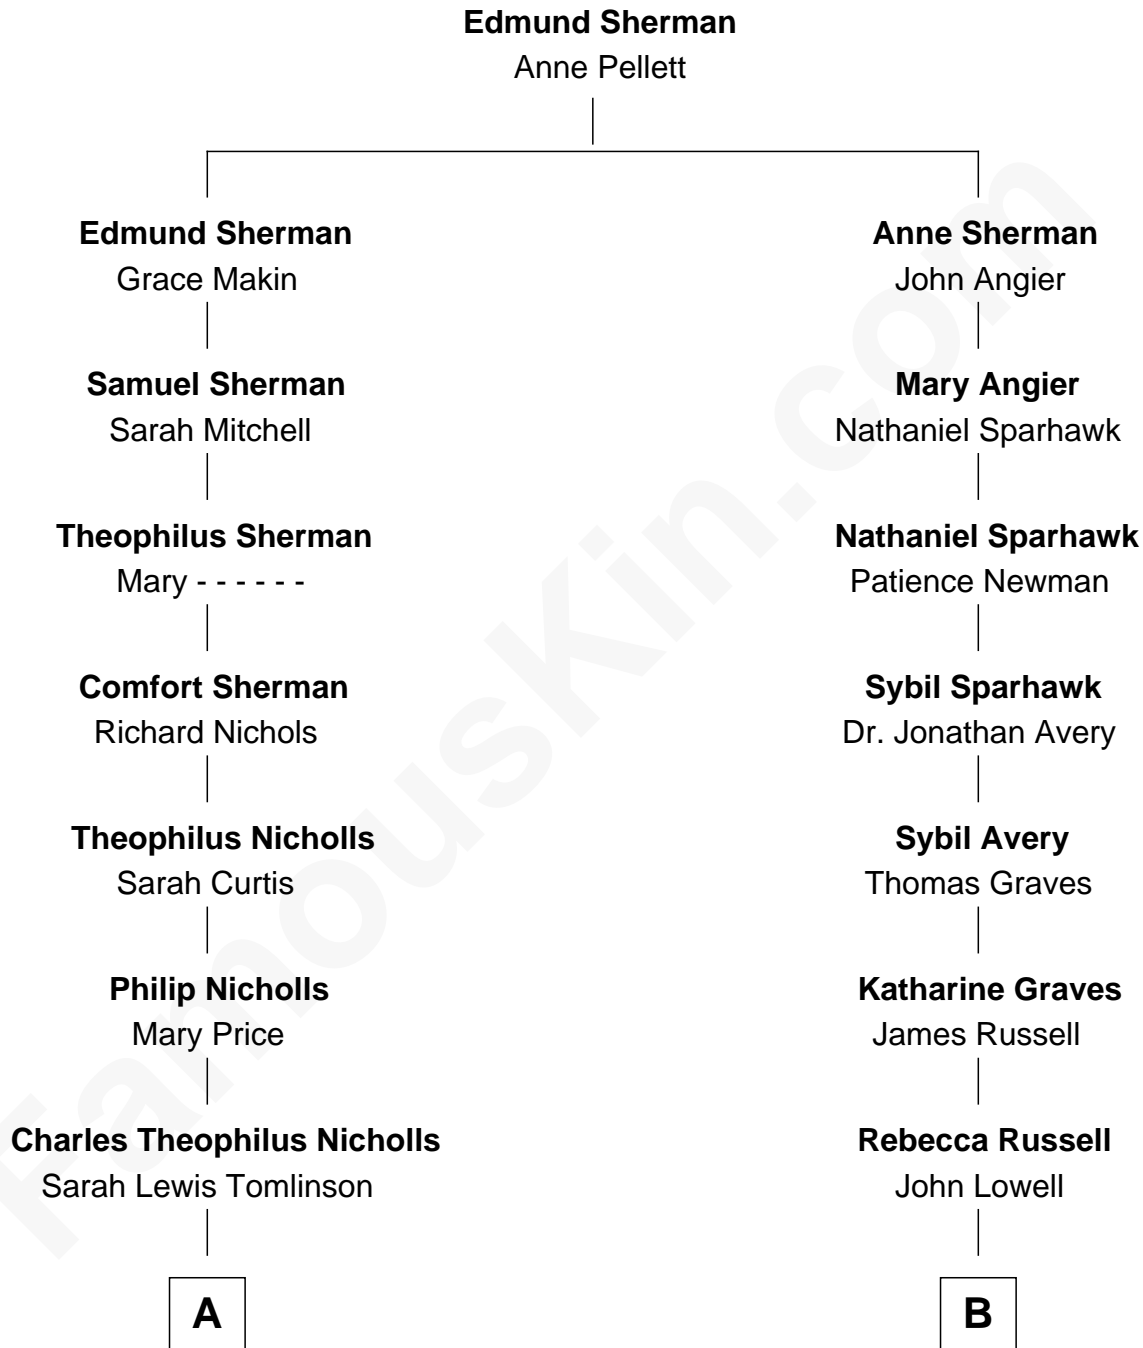 Edmund Sherman
Anne Pellett
Edmund Sherman
Grace Makin
Anne Sherman
John Angier
Samuel Sherman
Sarah Mitchell
Mary Angier
Nathaniel Sparhawk
Theophilus Sherman
Mary - - - - - -
Nathaniel Sparhawk
Patience Newman
Comfort Sherman
Richard Nichols
Sybil Sparhawk
Dr. Jonathan Avery
Theophilus Nicholls
Sarah Curtis
Sybil Avery
Thomas Graves
Philip Nicholls
Mary Price
Katharine Graves
James Russell
Charles Theophilus Nicholls
Sarah Lewis Tomlinson
Rebecca Russell
John Lowell
A
B
FamousKin.com